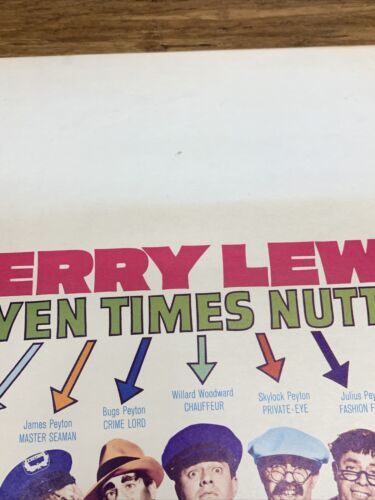 ERRY LEW
VEN TIMES NUTT
James Peyton
MASTER SEAMAN
Bugs Peyton
CRIME LORD
Willard Woodward
CHAUFFEUR
Skylock Peyton
PRIVATE-EYE
Julius Pey
FASHION F